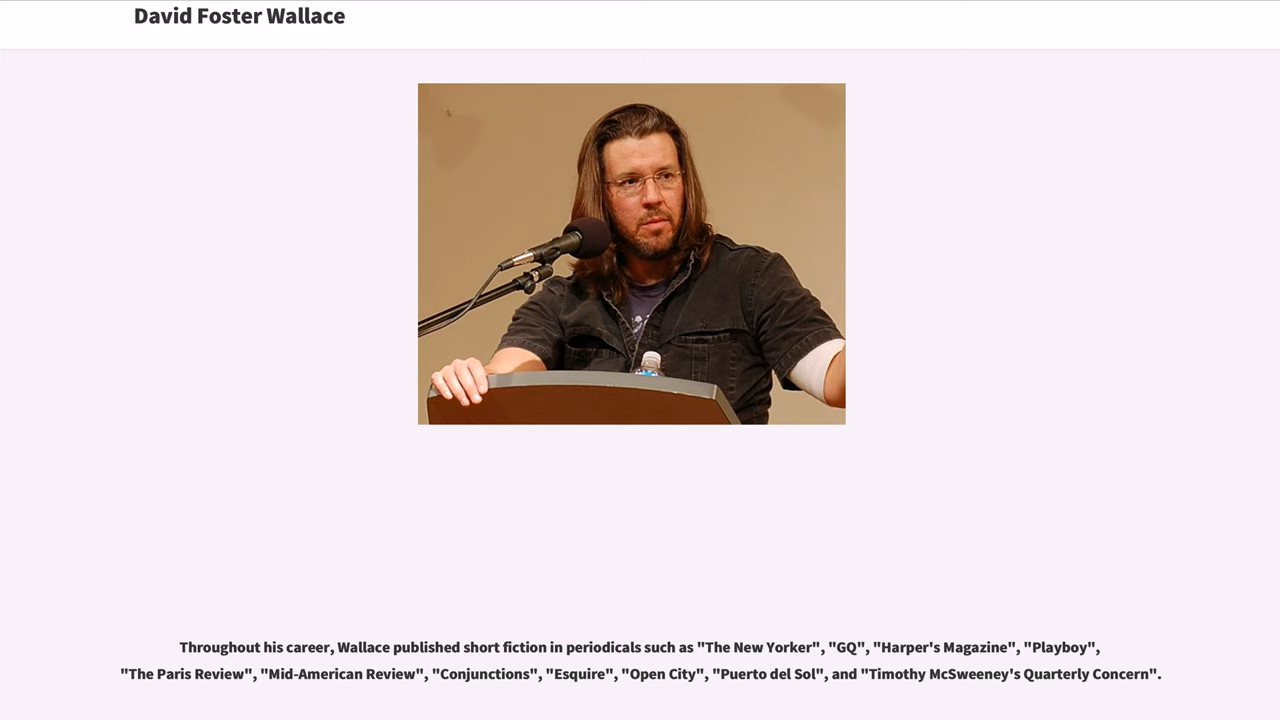 David Foster Wallace
Throughout his career, Wallace published short fiction in periodicals such as "The New Yorker", "GQ", "Harper's Magazine", "Playboy",
"The Paris Review", "Mid-American Review", "Conjunctions", "Esquire", "Open City", "Puerto del Sol", and "Timothy McSweeney's Quarterly Concern".